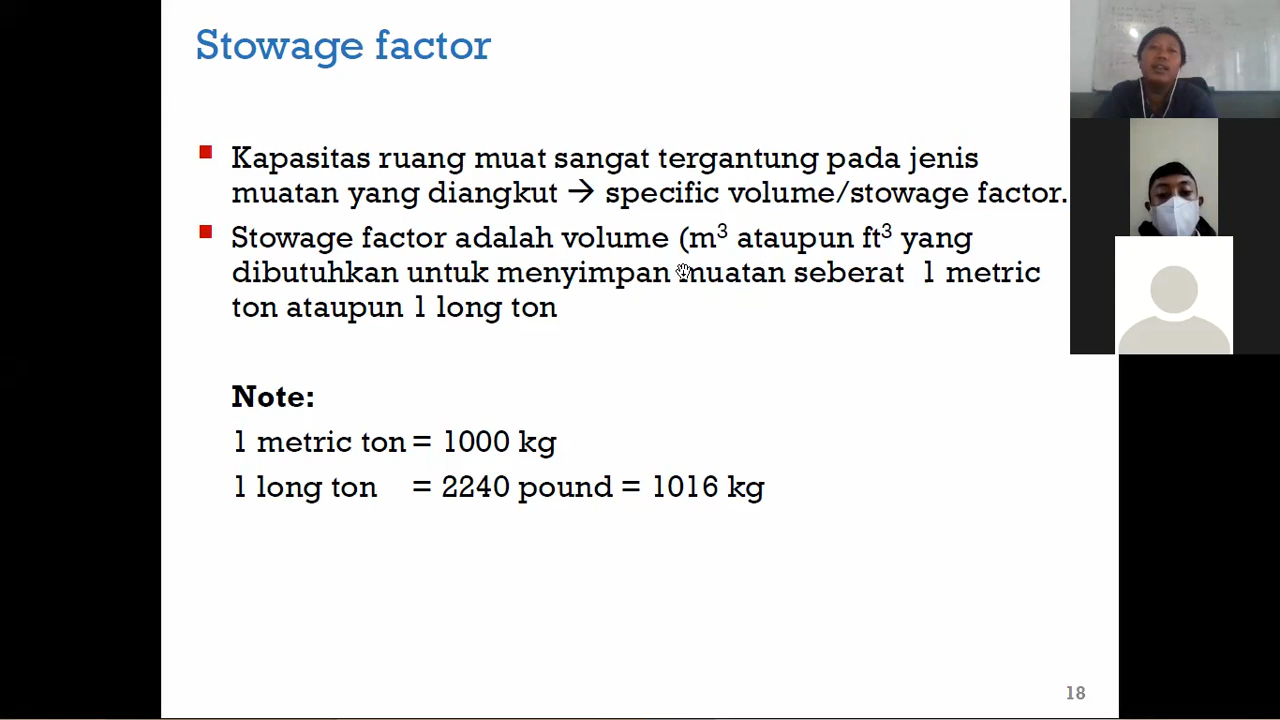 Stowage factor
Kapasitas ruang muat sangat tergantung pada jenis
muatan yang diangkut → specific volume/stowage factor.
Stowage factor adalah volume (m³ ataupun ft³ yang
dibutuhkan untuk menyimpan muatan seberat 1 metric
ton ataupun 1 long ton
Note:
1 metric ton = 1000 kg
1 long ton = 2240 pound = 1016 kg
18